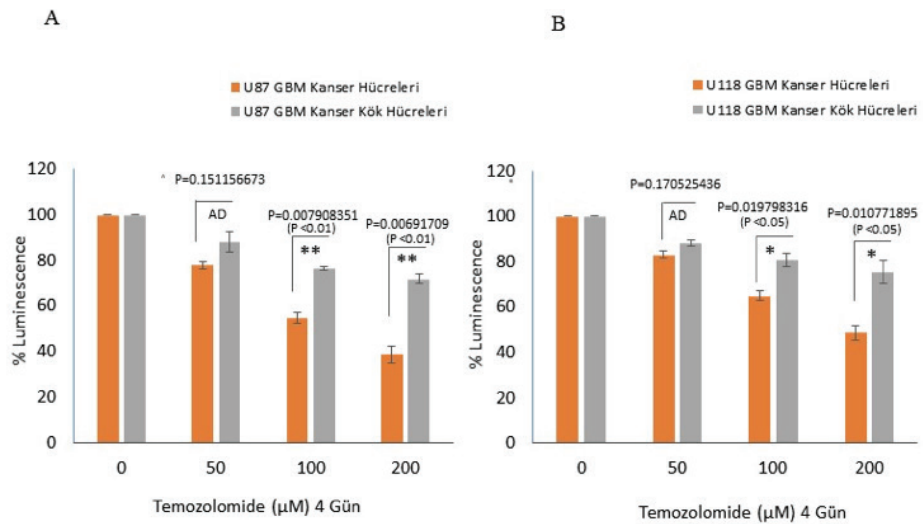 A
U87 GBM Kanser Hücreleri
U87 GBM Kanser Kök Hücreleri
120
100
80
60
40
20
0
% Luminescence
P=0.151156673
AD
P=0.007908351
(P <0.01)
**
P=0.00691709
(P <0.01)
**
0 50 100 200
Temozolomide (µM) 4 Gün
B
U118 GBM Kanser Hücreleri
U118 GBM Kanser Kök Hücreleri
120
100
80
60
40
20
0
% Luminescence
P=0.170525436
AD
P=0.019798316
(P <0.05)
*
P=0.010771895
(P <0.05)
*
0 50 100 200
Temozolomide (µM) 4 Gün